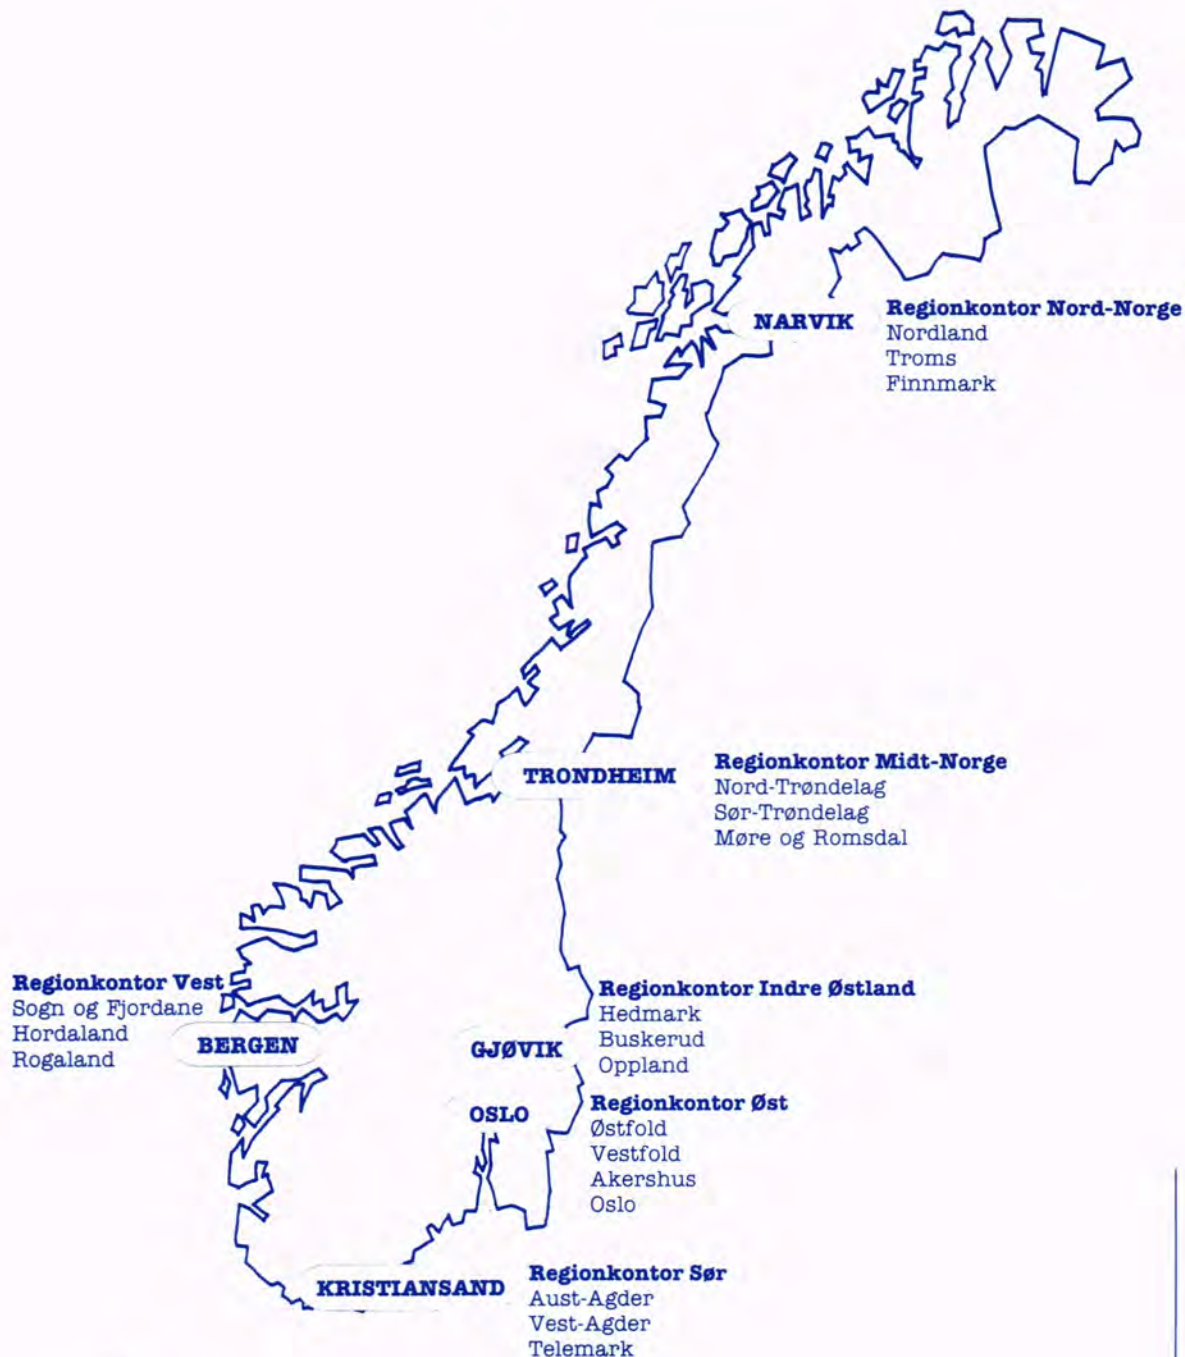 NARVIK
Regionkontor Nord-Norge
Nordland
Troms
Finnmark
TRONDHEIM
Regionkontor Midt-Norge
Nord-Trøndelag
Sør-Trøndelag
Møre og Romsdal
Regionkontor Vest
Sogn og Fjordane
Hordaland
Rogaland
BERGEN
GJØVIK
Regionkontor Indre Østland
Hedmark
Buskerud
Oppland
OSLO
Regionkontor Øst
Østfold
Vestfold
Akershus
Oslo
KRISTIANSAND
Regionkontor Sør
Aust-Agder
Vest-Agder
Telemark